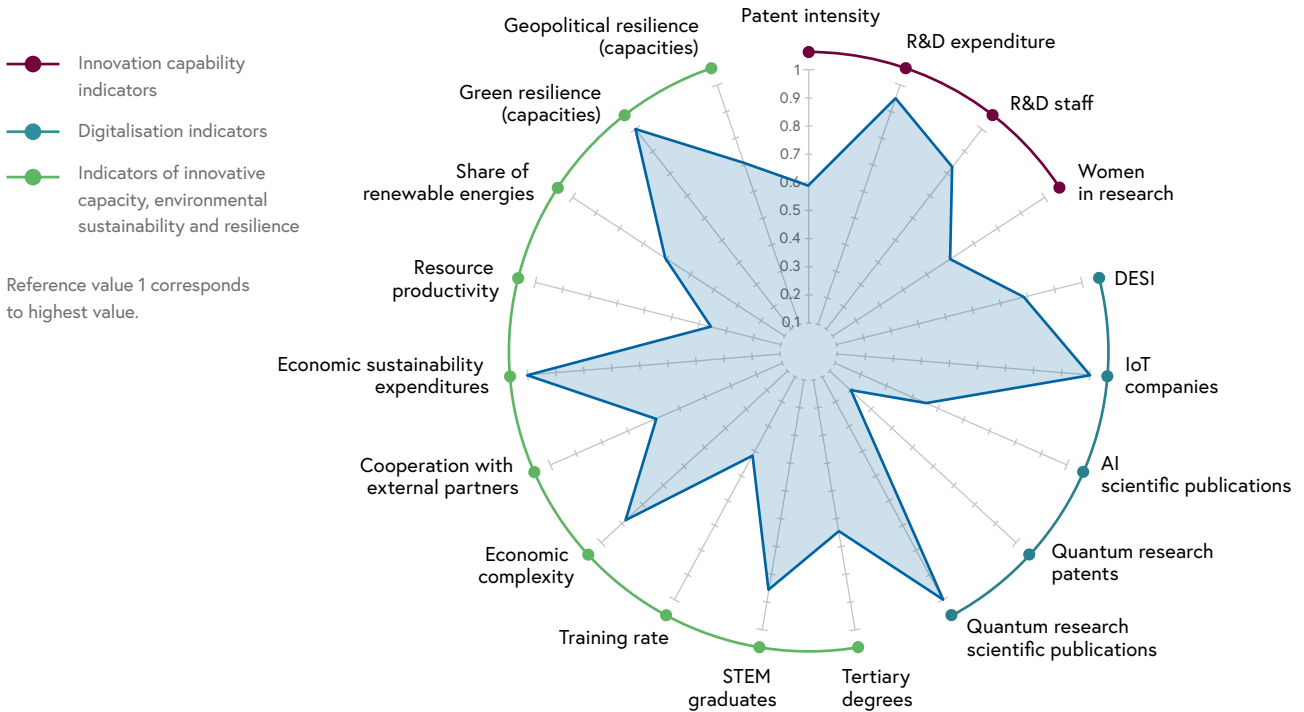 Innovation capability
indicators
Digitalisation indicators
Indicators of innovative
capacity, environmental
sustainability and resilience
Reference value 1 corresponds
to highest value.
Patent intensity
R&D expenditure
R&D staff
Women
in research
DESI
IoT
companies
AI
scientific publications
Quantum research
patents
Quantum research
scientific publications
Tertiary
degrees
STEM
graduates
Training rate
Economic
complexity
Cooperation with
external partners
Economic sustainability
expenditures
Resource
productivity
Share of
renewable energies
Green resilience
(capacities)
Geopolitical resilience
(capacities)
1
0.9
0.8
0.7
0.6
0.5
0.4
0.3
0.2
0.1